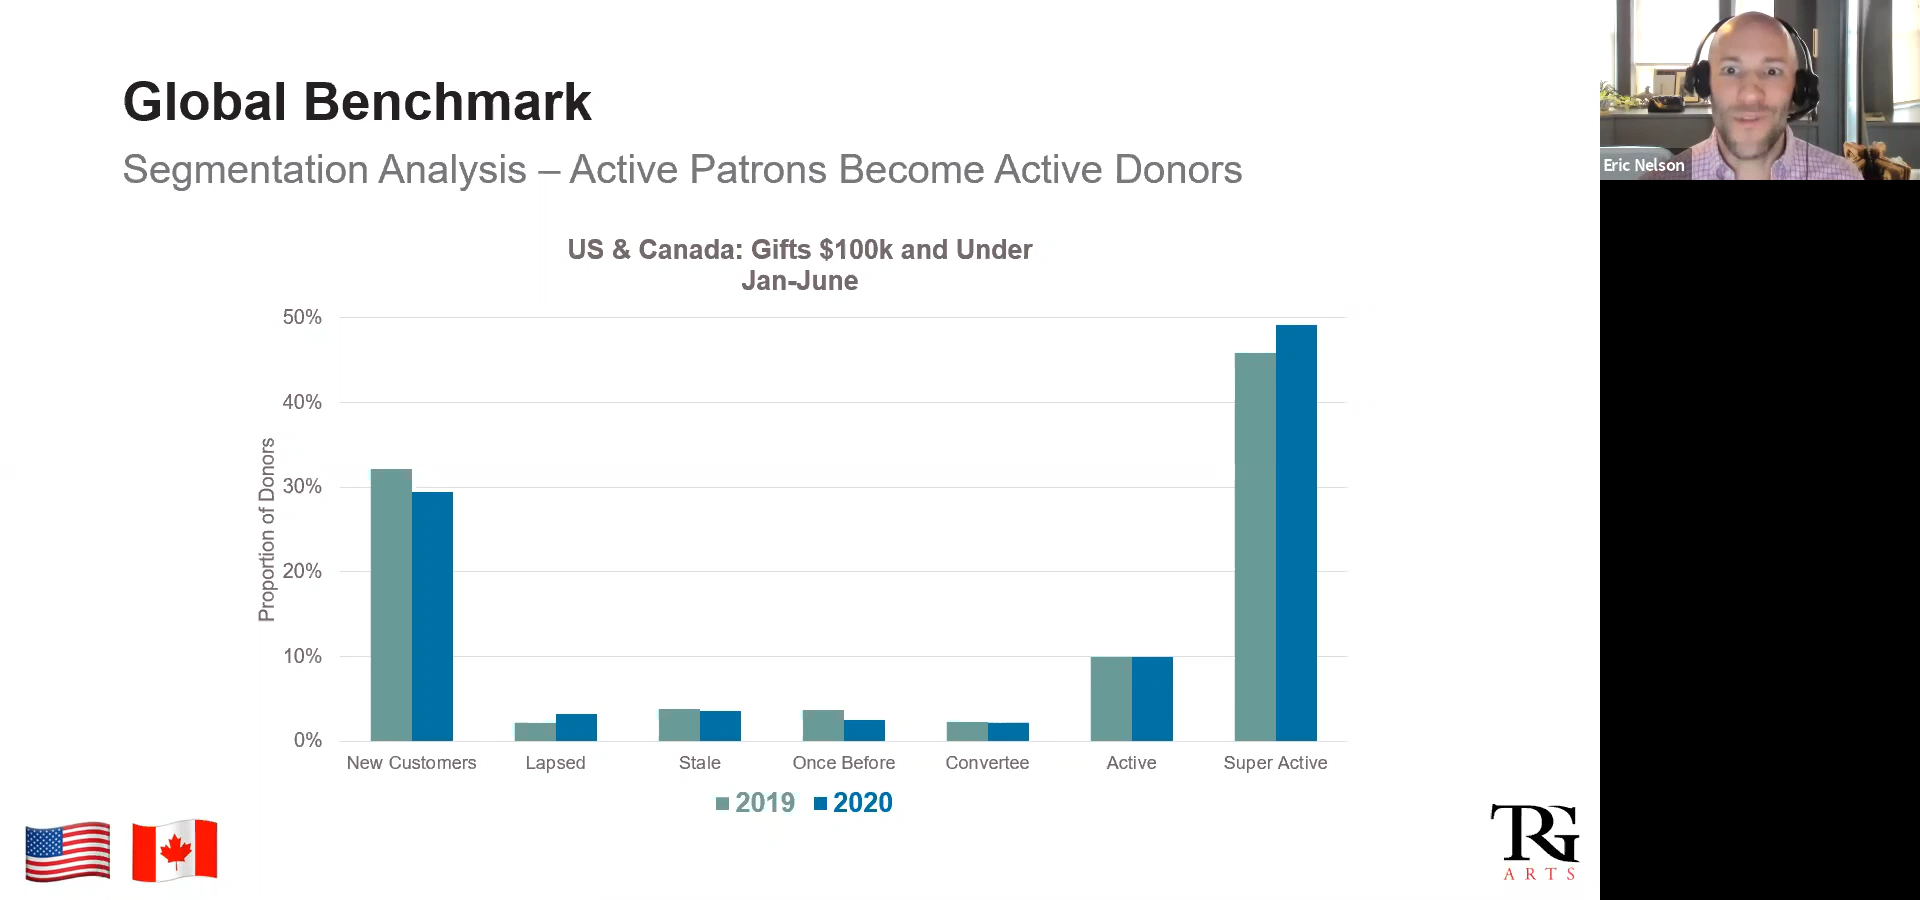 Global Benchmark
Segmentation Analysis – Active Patrons Become Active Donors
US & Canada: Gifts $100k and Under
Jan-June
Proportion of Donors
50%
40%
30%
20%
10%
0%
New Customers Lapsed Stale Once Before Convertee Active Super Active
2019 2020
TRG
ARTS
Eric Nelson